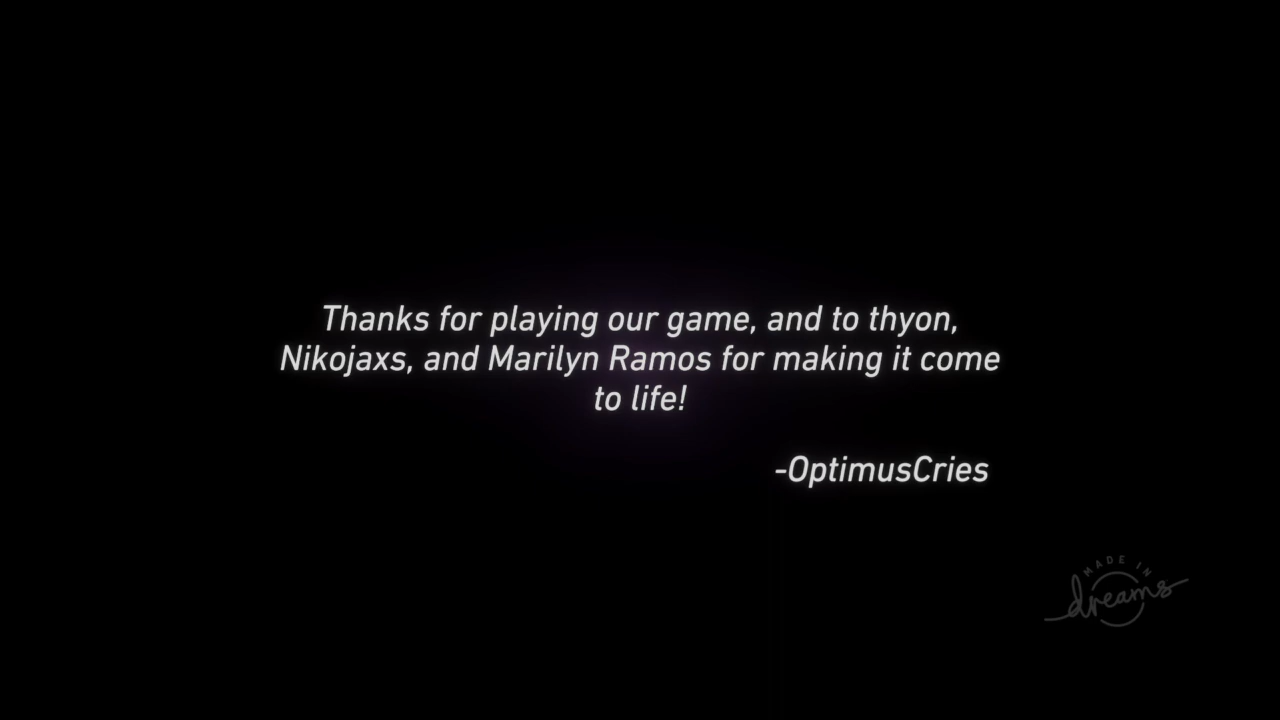 Thanks for playing our game, and to thyon,
Nikojaxs, and Marilyn Ramos for making it come
to life!
-OptimusCries
MADE IN
dreams